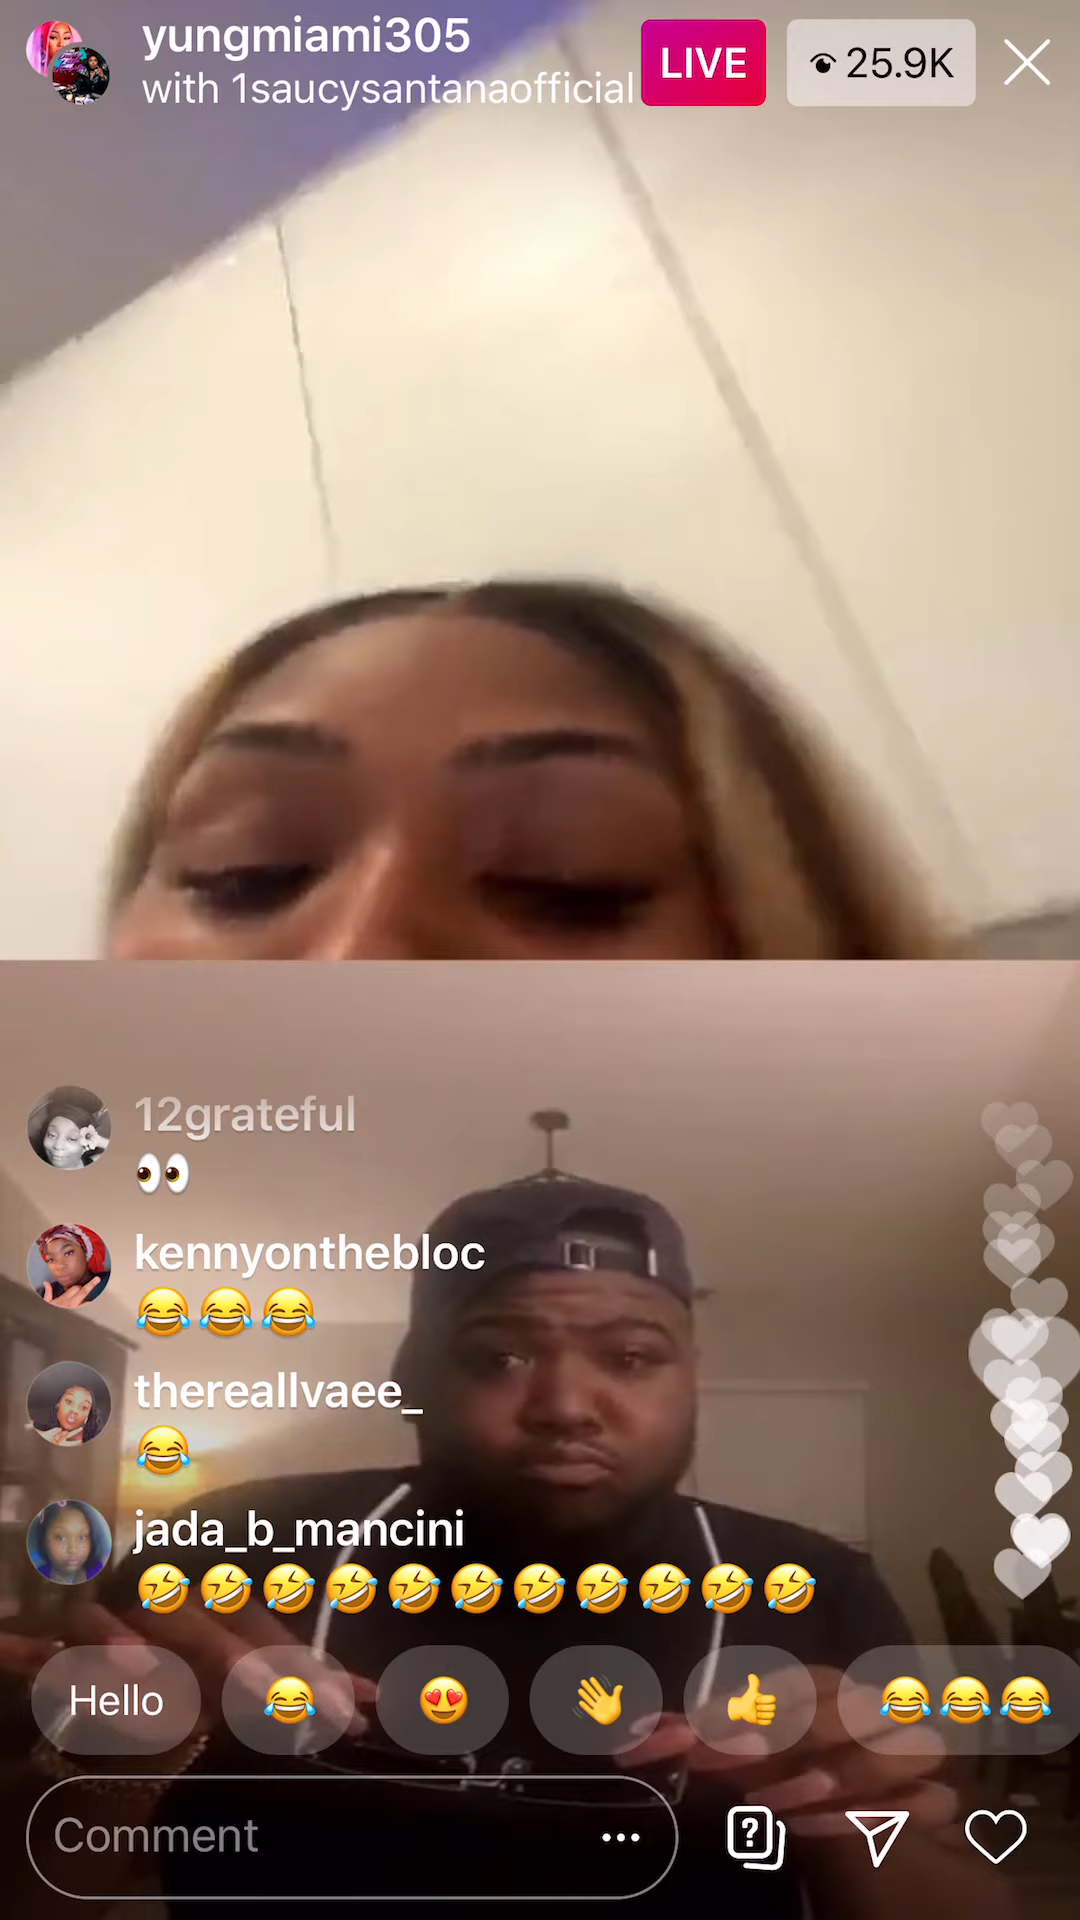 yungmiami305
with 1saucysantanaofficial
LIVE
25.9K
12grateful
👀
kennyonthebloc
😂😂😂
thereallvaee_
😂
jada_b_mancini
🤣🤣🤣🤣🤣🤣🤣🤣🤣🤣🤣
Hello 😂 😍 👋 👍 😂😂😂
Comment